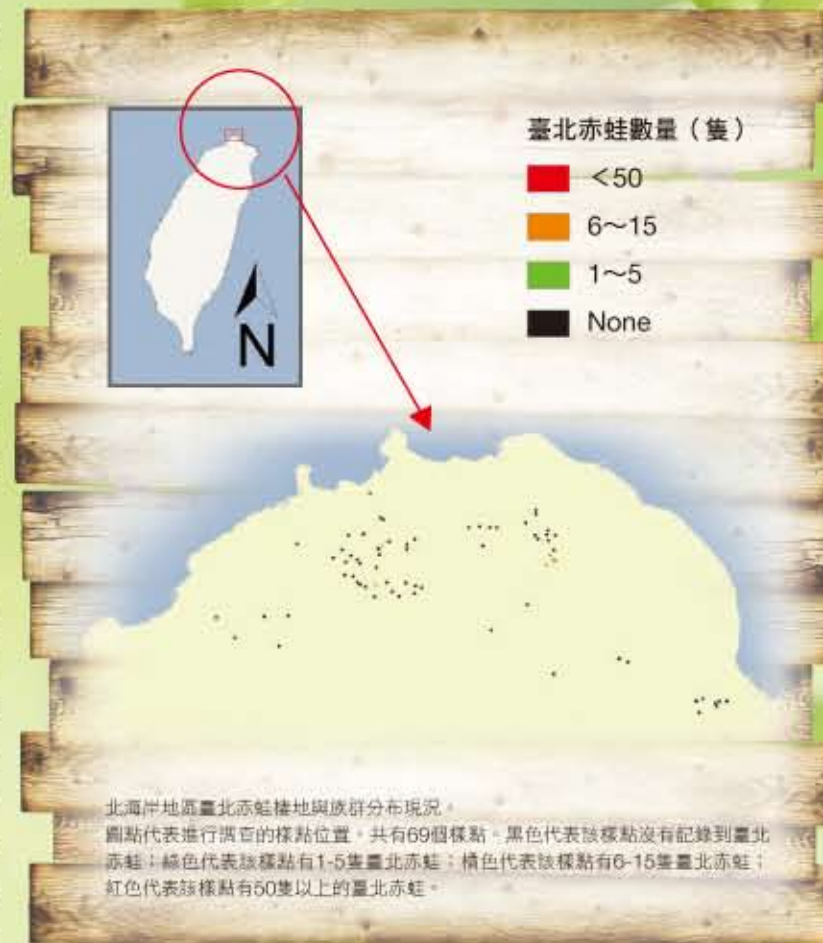 臺北赤蛙數量（隻）
＜50
6～15
1～5
None
N
北海岸地區臺北赤蛙棲地與族群分布現況。
圓點代表進行調查的樣點位置，共有69個樣點。黑色代表該樣點沒有記錄到臺北
赤蛙；綠色代表該樣點有1-5隻臺北赤蛙；橘色代表該樣點有6-15隻臺北赤蛙；
紅色代表該樣點有50隻以上的臺北赤蛙。